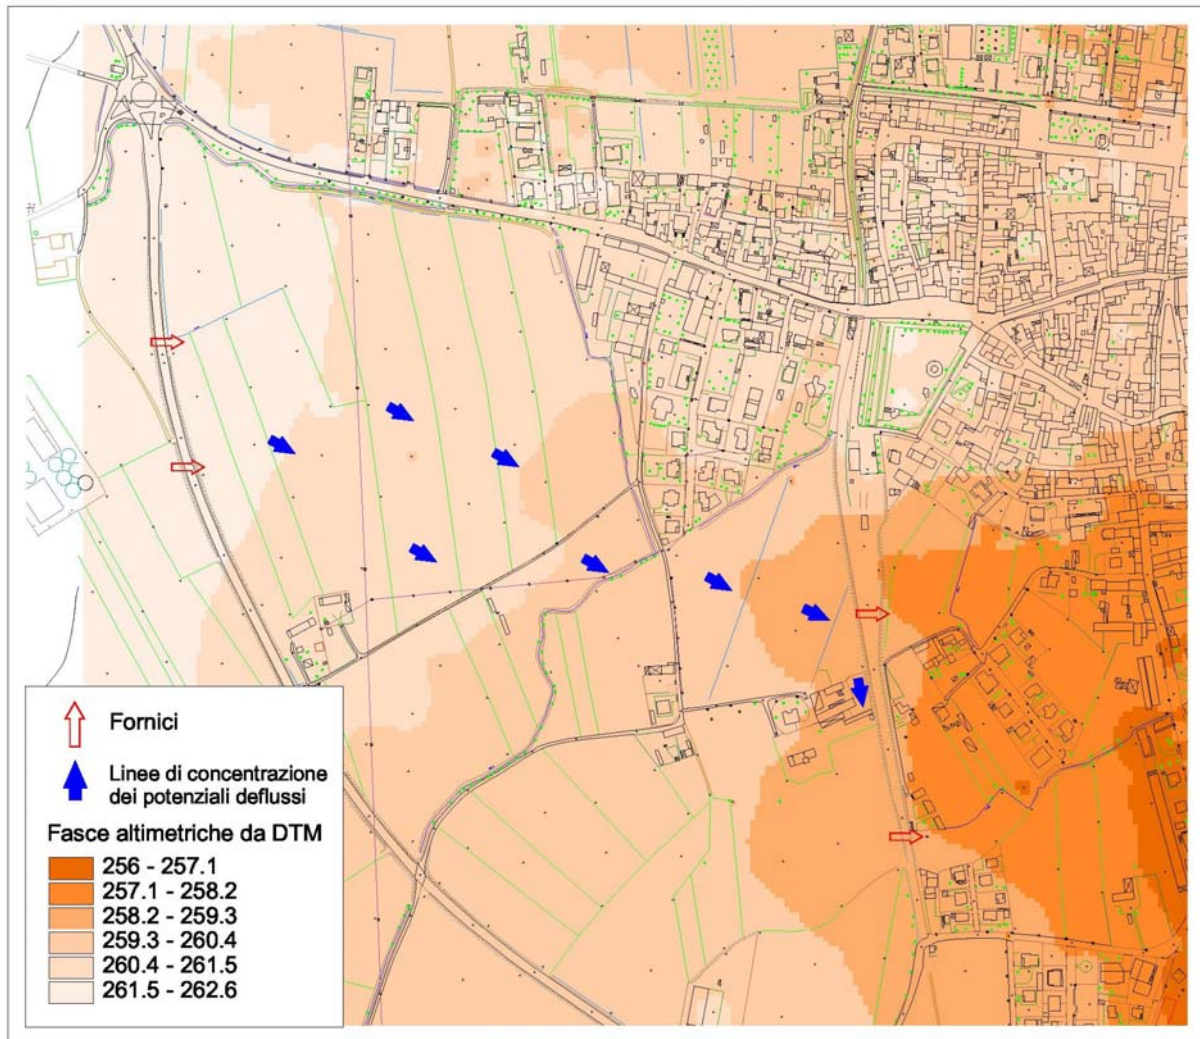 Fornici
Linee di concentrazione
dei potenziali deflussi
Fasce altimetriche da DTM
256 - 257.1
257.1 - 258.2
258.2 - 259.3
259.3 - 260.4
260.4 - 261.5
261.5 - 262.6